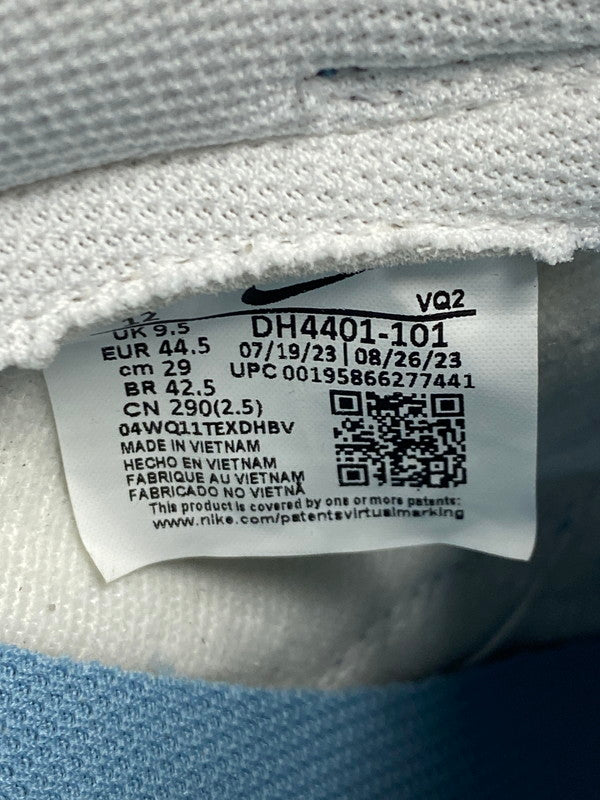 VQ2
12
UK 9.5
EUR 44.5
cm 29
BR 42.5
CN 290(2.5)
DH4401-101
07/19/23 | 08/26/23
UPC 00195866277441
04WQ11TEXDHBV
MADE IN VIETNAM
HECHO EN VIETNAM
FABRIQUE AU VIETNAM
FABRICADO NO VIETNÃ
This product is covered by one or more patents:
www.nike.com/patentsvirtualmarking